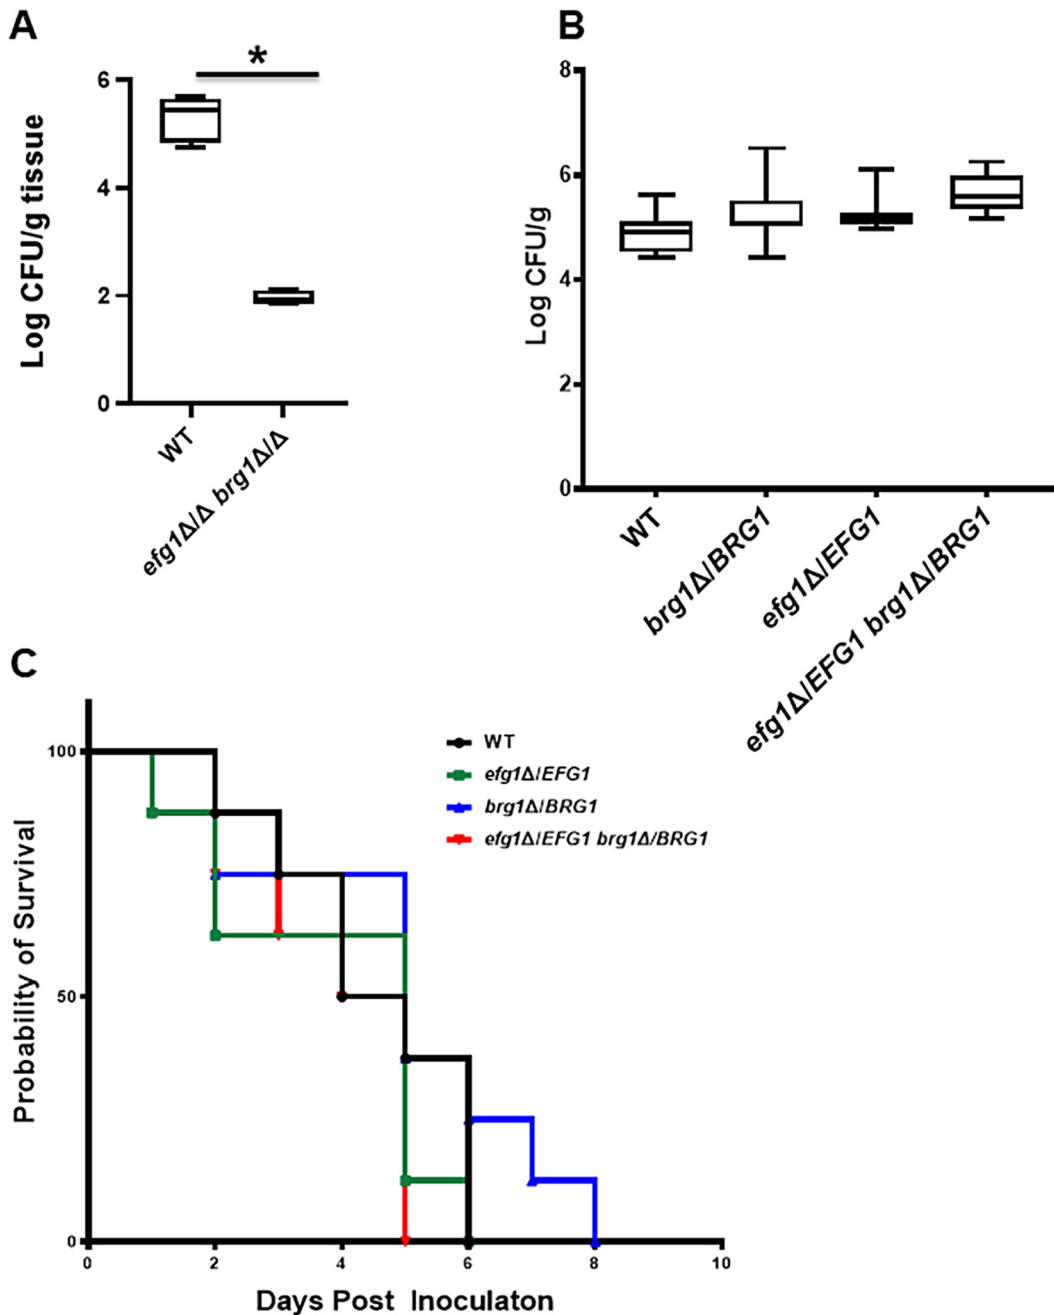 A
*
Log CFU/g tissue
6
4
2
0
WT
efg1Δ/Δ brg1Δ/Δ
B
Log CFU/g
8
6
4
2
0
WT
brg1Δ/BRG1
efg1Δ/EFG1
efg1Δ/EFG1 brg1Δ/BRG1
C
Probability of Survival
100
50
0
WT
efg1Δ/EFG1
brg1Δ/BRG1
efg1Δ/EFG1 brg1Δ/BRG1
0 2 4 6 8 10
Days Post Inoculaton